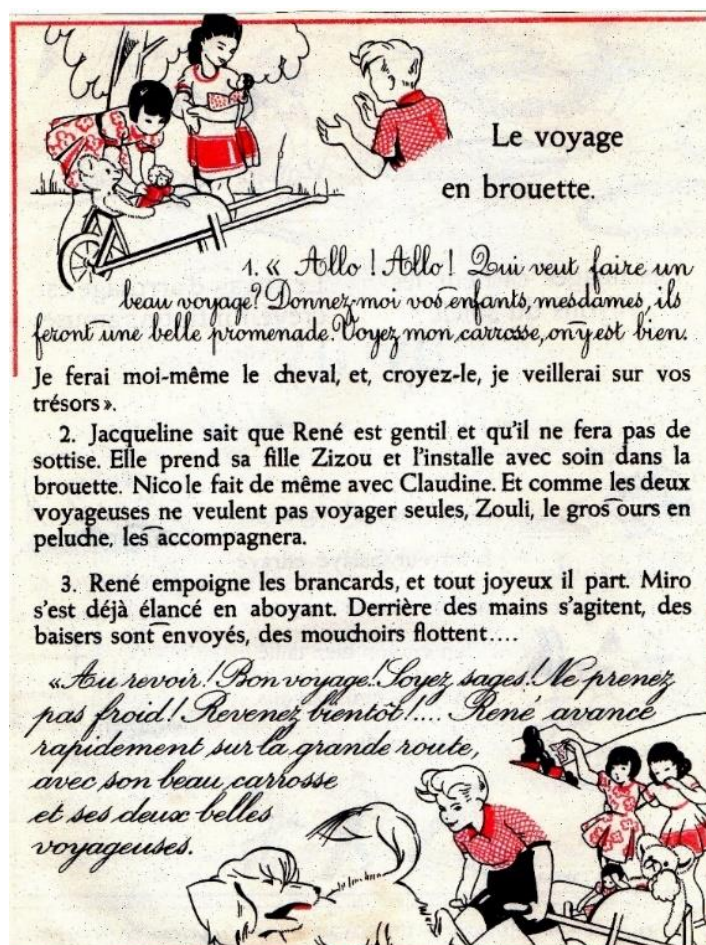 Le voyage
en brouette.
1. « Allo ! Allo ! Qui veut faire un
beau voyage ? Donnez-moi vos enfants, mesdames, ils
feront une belle promenade. Voyez mon carrosse, on y est bien.
Je ferai moi-même le cheval, et, croyez-le, je veillerai sur vos
trésors ».
2. Jacqueline sait que René est gentil et qu'il ne fera pas de
sottise. Elle prend sa fille Zizou et l'installe avec soin dans la
brouette. Nicole fait de même avec Claudine. Et comme les deux
voyageuses ne veulent pas voyager seules, Zouli, le gros ours en
peluche, les accompagnera.
3. René empoigne les brancards, et tout joyeux il part. Miro
s'est déjà élancé en aboyant. Derrière des mains s'agitent, des
baisers sont envoyés, des mouchoirs flottent....
« Au revoir ! Bon voyage ! Soyez sages ! Ne prenez
pas froid ! Revenez bientôt !.... René avance
rapidement sur la grande route,
avec son beau carrosse
et ses deux belles
voyageuses.